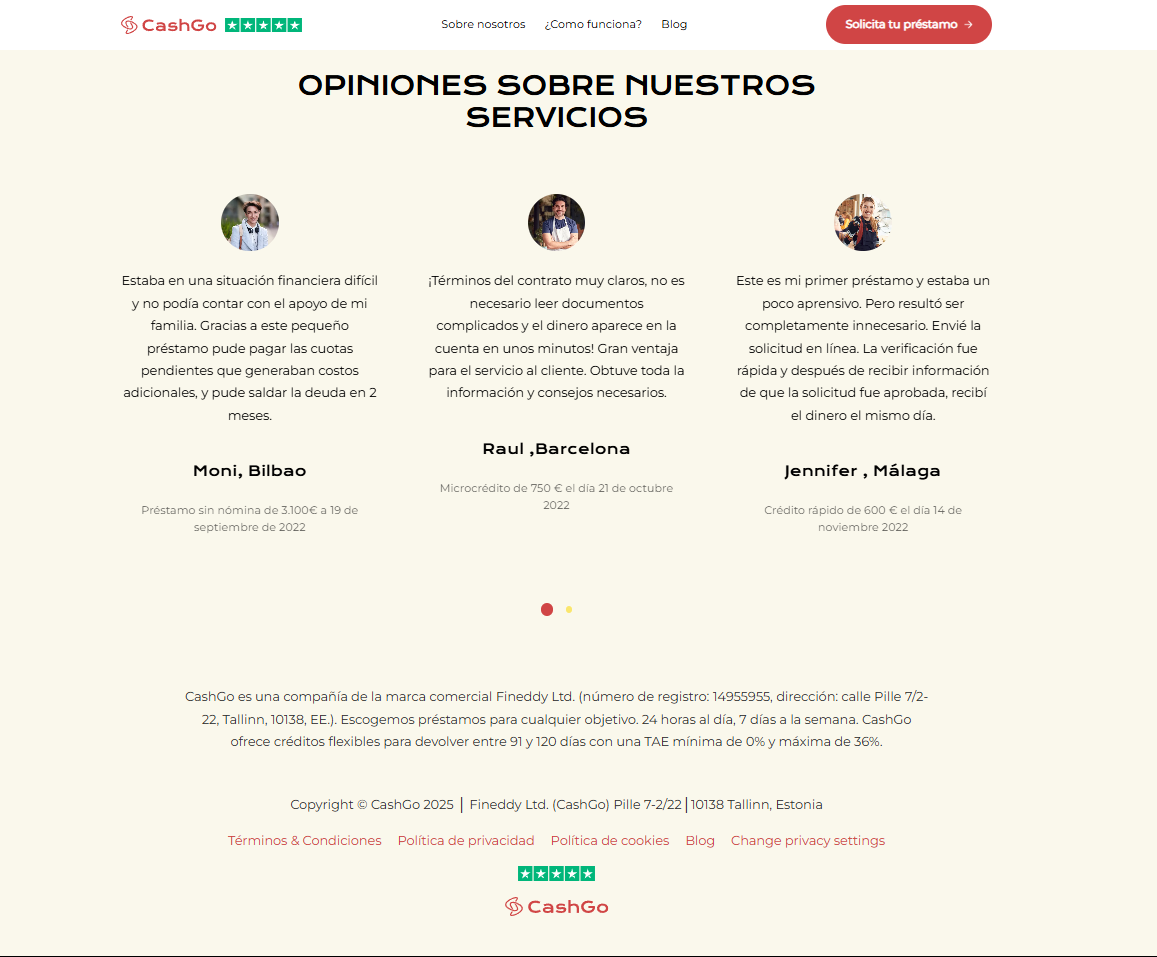 CashGo
Sobre nosotros
¿Como funciona?
Blog
Solicita tu préstamo →
OPINIONES SOBRE NUESTROS
SERVICIOS
Estaba en una situación financiera difícil
y no podía contar con el apoyo de mi
familia. Gracias a este pequeño
préstamo pude pagar las cuotas
pendientes que generaban costos
adicionales, y pude saldar la deuda en 2
meses.
Moni, Bilbao
Préstamo sin nómina de 3.100€ a 19 de
septiembre de 2022
¡Términos del contrato muy claros, no es
necesario leer documentos
complicados y el dinero aparece en la
cuenta en unos minutos! Gran ventaja
para el servicio al cliente. Obtuve toda la
información y consejos necesarios.
Raul ,Barcelona
Microcrédito de 750 € el día 21 de octubre
2022
Este es mi primer préstamo y estaba un
poco aprensivo. Pero resultó ser
completamente innecesario. Envié la
solicitud en línea. La verificación fue
rápida y después de recibir información
de que la solicitud fue aprobada, recibí
el dinero el mismo día.
Jennifer , Málaga
Crédito rápido de 600 € el día 14 de
noviembre 2022
CashGo es una compañía de la marca comercial Fineddy Ltd. (número de registro: 14955955, dirección: calle Pille 7/2-
22, Tallinn, 10138, EE.). Escogemos préstamos para cualquier objetivo. 24 horas al día, 7 días a la semana. CashGo
ofrece créditos flexibles para devolver entre 91 y 120 días con una TAE mínima de 0% y máxima de 36%.
Copyright © CashGo 2025 | Fineddy Ltd. (CashGo) Pille 7-2/22 | 10138 Tallinn, Estonia
Términos & Condiciones Política de privacidad Política de cookies Blog Change privacy settings
CashGo